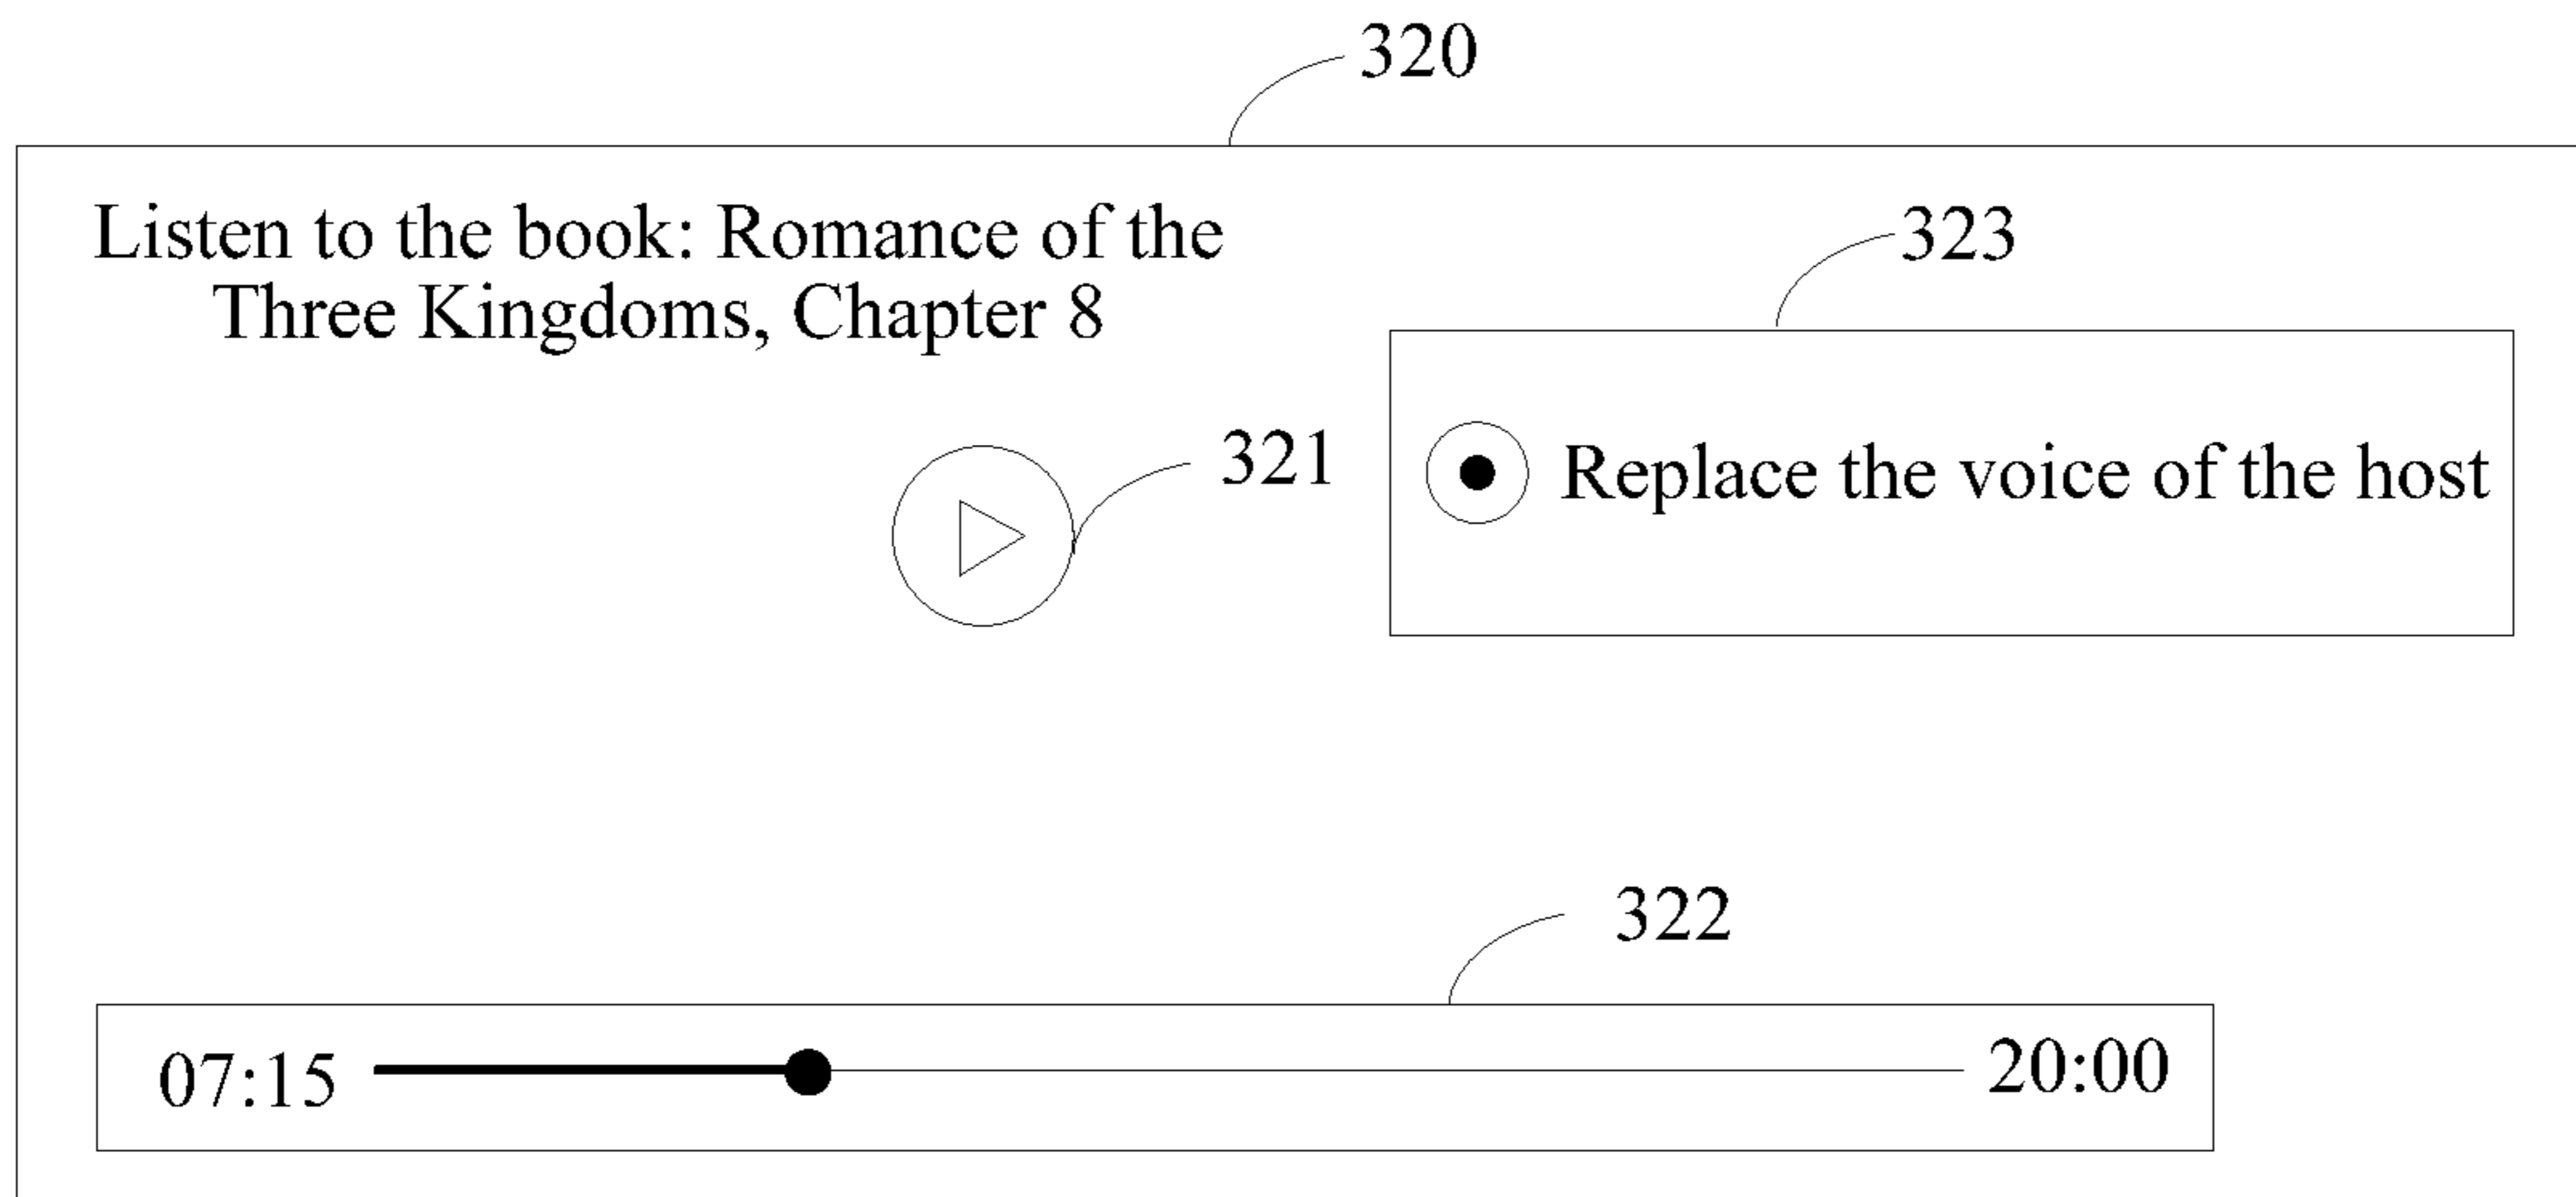 320
Listen to the book: Romance of the
Three Kingdoms, Chapter 8
323
321
Replace the voice of the host
322
07:15
20:00